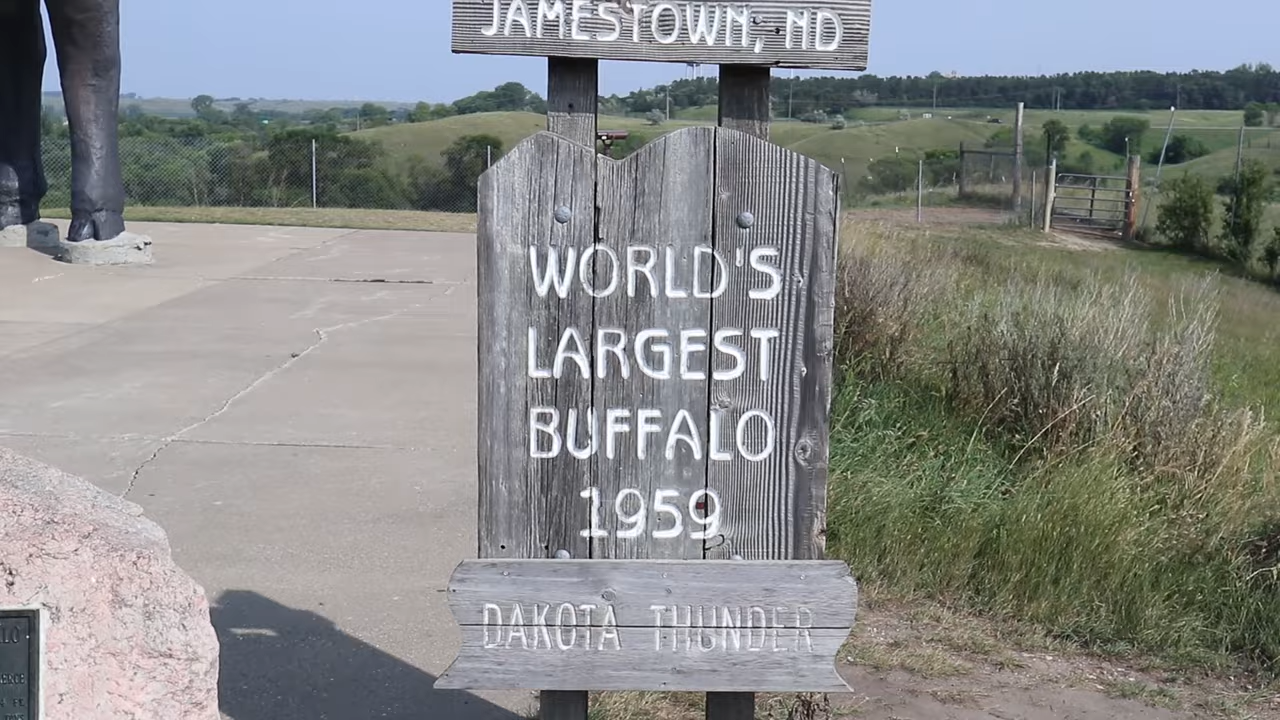 JAMESTOWN, ND
WORLD'S
LARGEST
BUFFALO
1959
DAKOTA THUNDER